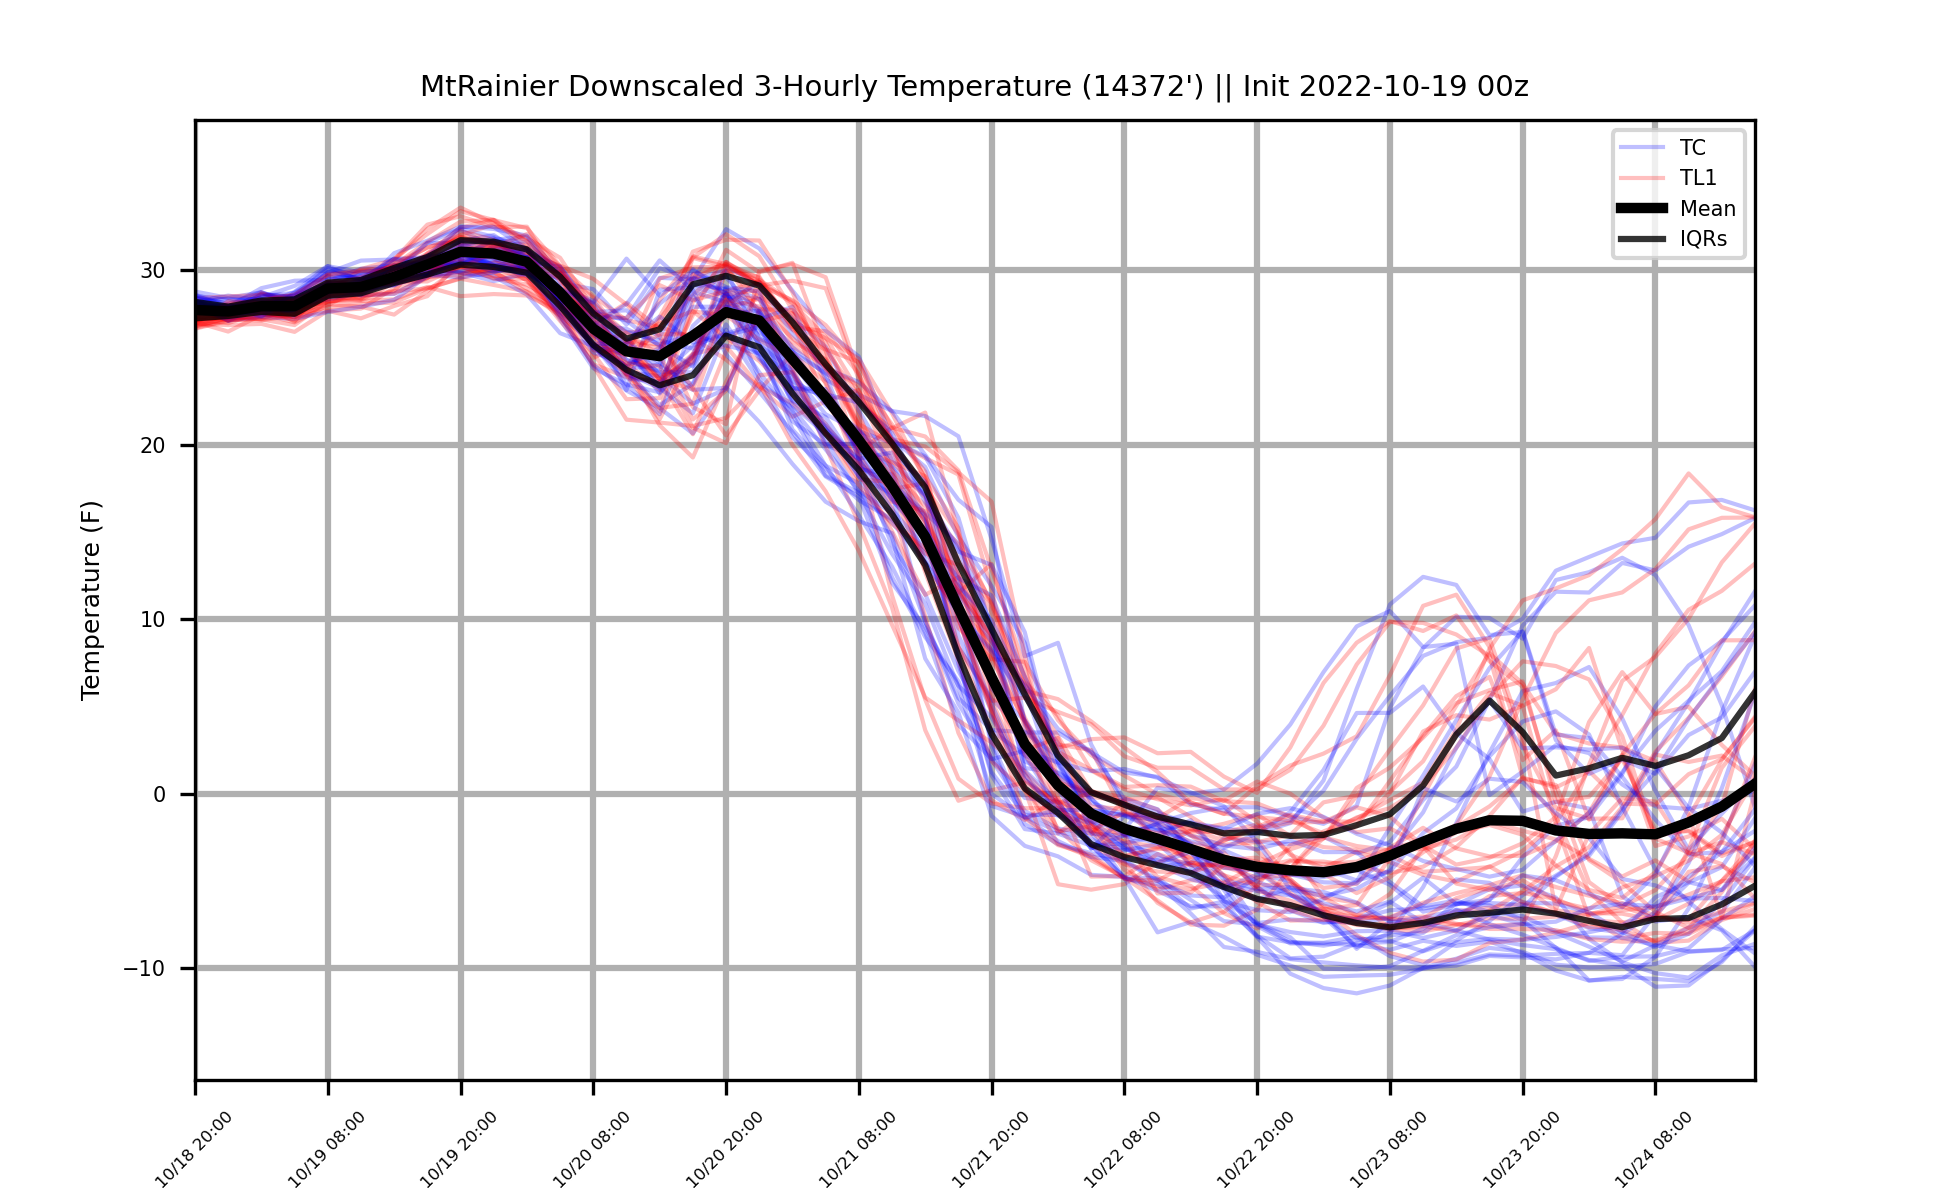 MtRainier Downscaled 3-Hourly Temperature (14372') || Init 2022-10-19 00z
TC
TL1
Mean
IQRs
Temperature (F)
30
20
10
0
−10
10/18 20:00
10/19 08:00
10/19 20:00
10/20 08:00
10/20 20:00
10/21 08:00
10/21 20:00
10/22 08:00
10/22 20:00
10/23 08:00
10/23 20:00
10/24 08:00